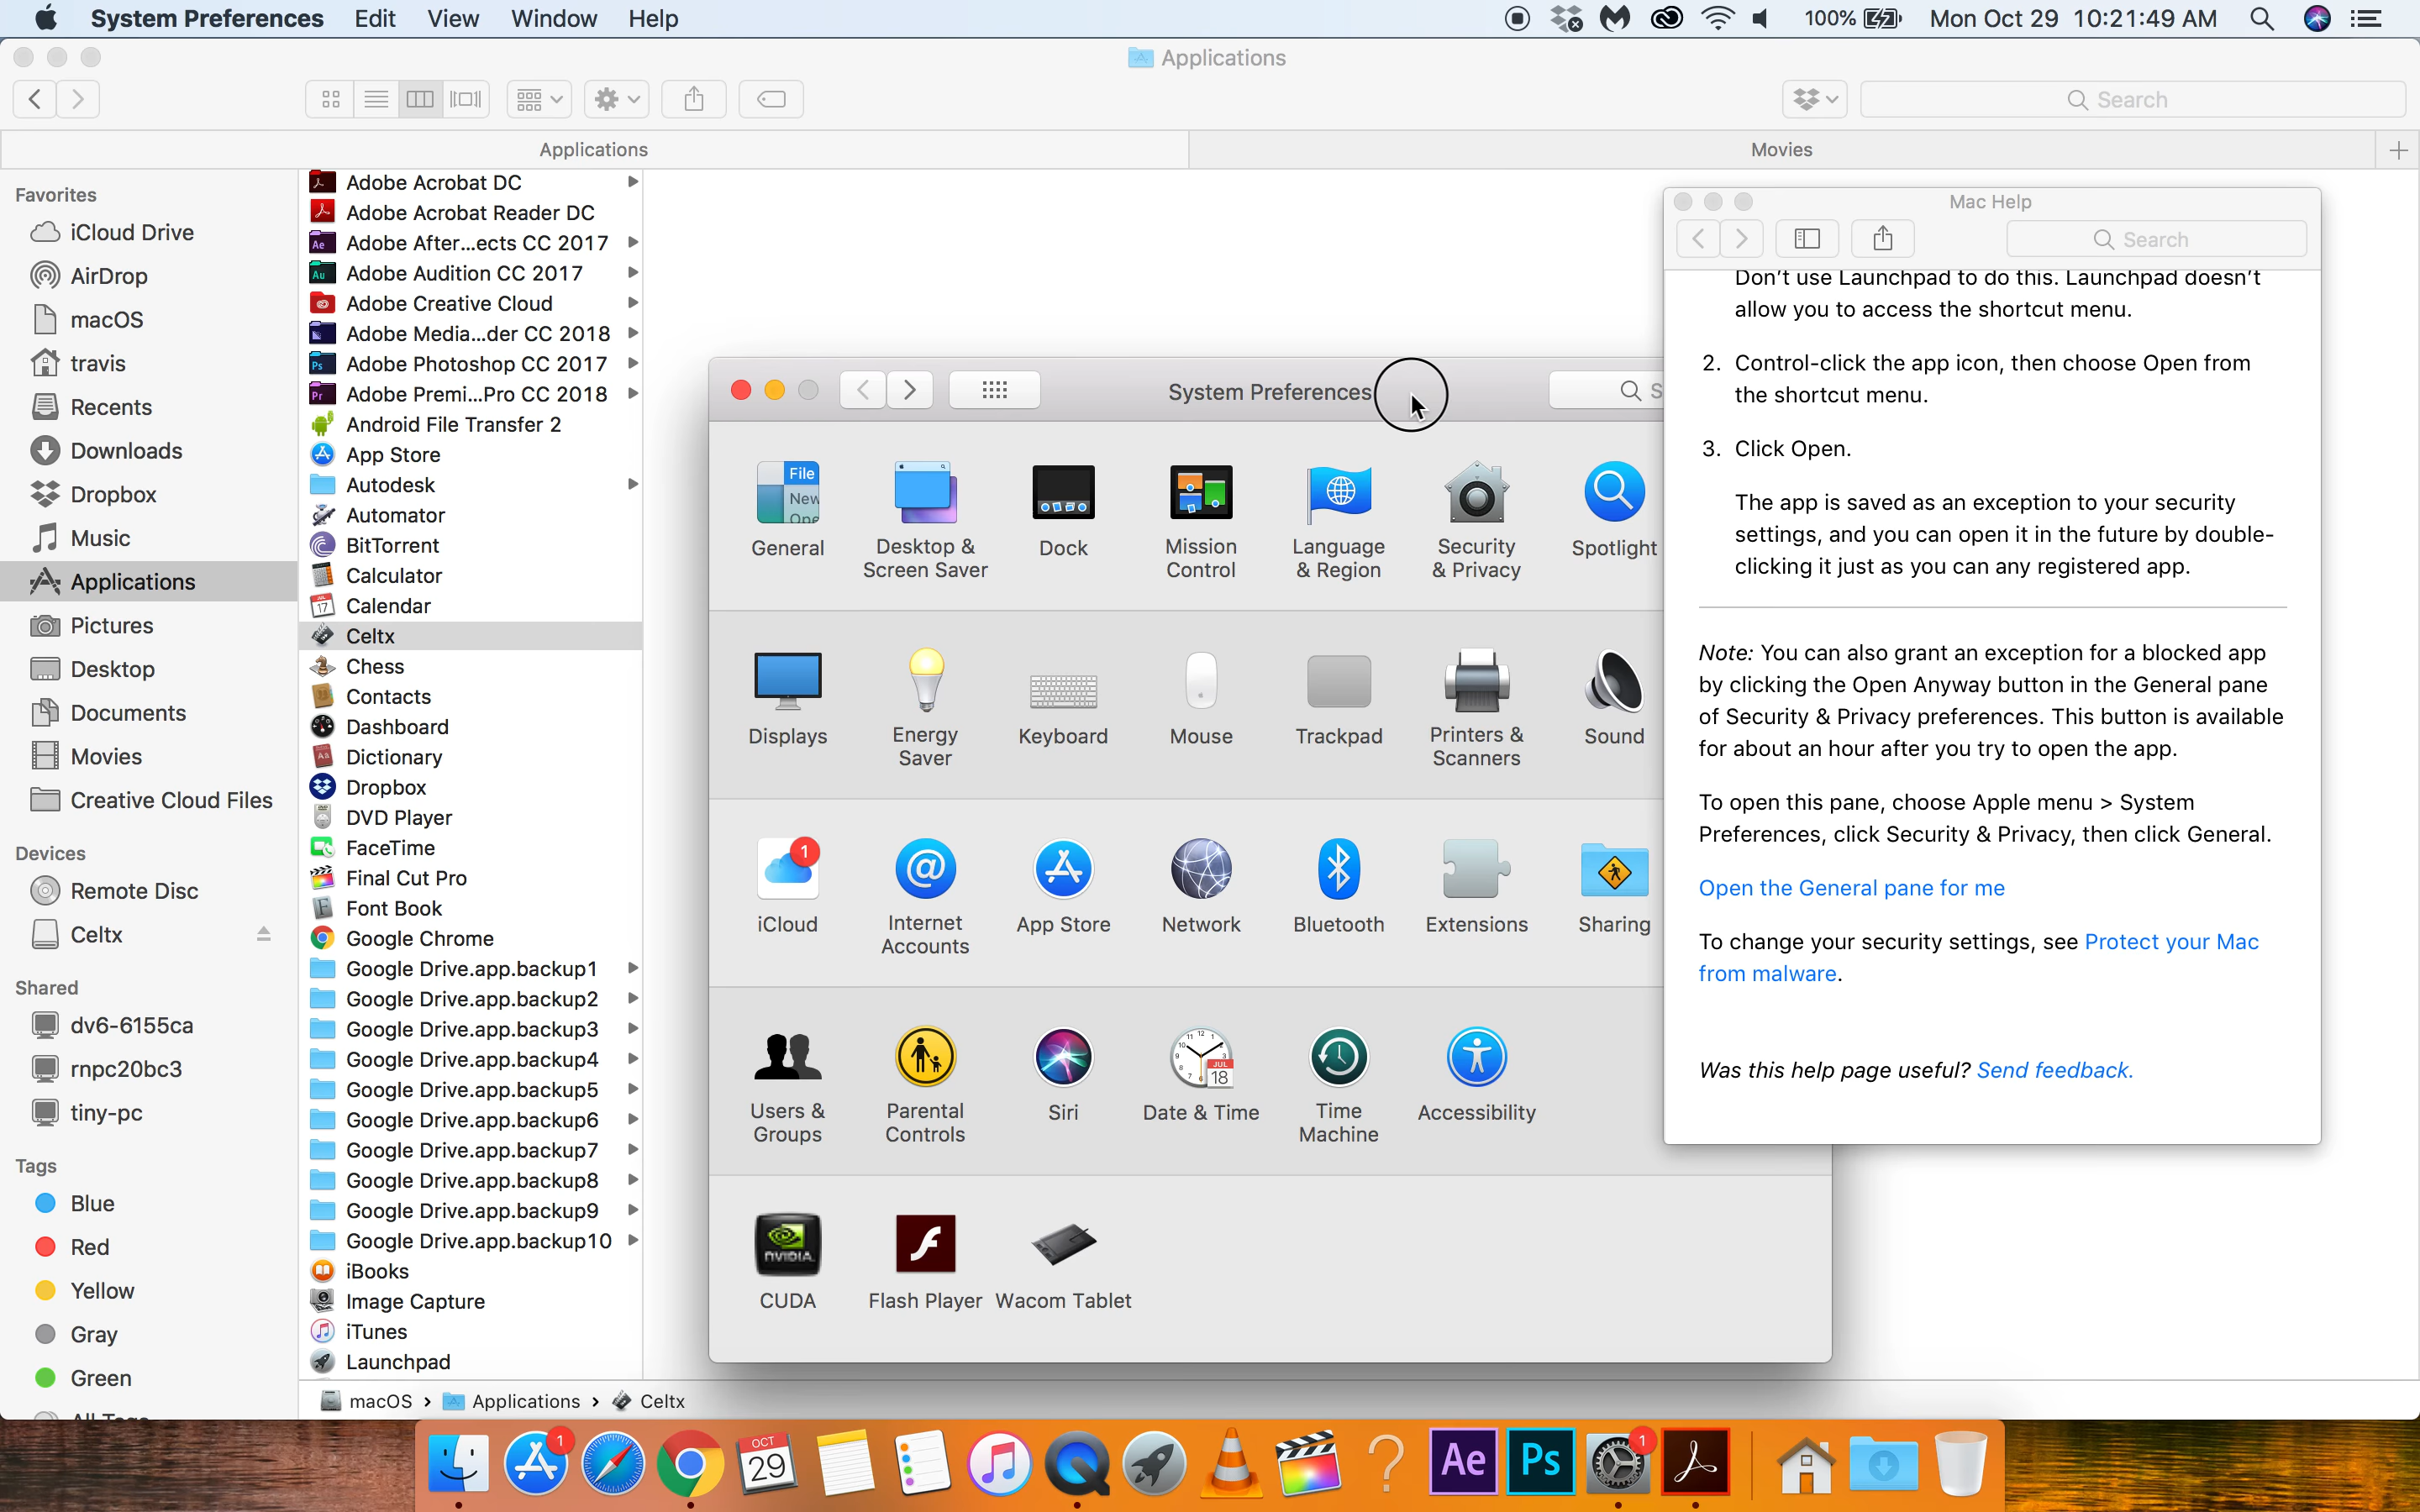 System Preferences Edit View Window Help
100% Mon Oct 29 10:21:49 AM
Applications
Search
Applications
Movies
Favorites
iCloud Drive
AirDrop
macOS
travis
Recents
Downloads
Dropbox
Music
Applications
Pictures
Desktop
Documents
Movies
Creative Cloud Files
Devices
Remote Disc
Celtx
Shared
dv6-6155ca
rnpc20bc3
tiny-pc
Tags
Blue
Red
Yellow
Gray
Green
Adobe Acrobat DC
Adobe Acrobat Reader DC
Adobe After...ects CC 2017
Adobe Audition CC 2017
Adobe Creative Cloud
Adobe Media...der CC 2018
Adobe Photoshop CC 2017
Adobe Premi...Pro CC 2018
Android File Transfer 2
App Store
Autodesk
Automator
BitTorrent
Calculator
Calendar
Celtx
Chess
Contacts
Dashboard
Dictionary
Dropbox
DVD Player
FaceTime
Final Cut Pro
Font Book
Google Chrome
Google Drive.app.backup1
Google Drive.app.backup2
Google Drive.app.backup3
Google Drive.app.backup4
Google Drive.app.backup5
Google Drive.app.backup6
Google Drive.app.backup7
Google Drive.app.backup8
Google Drive.app.backup9
Google Drive.app.backup10
iBooks
Image Capture
iTunes
Launchpad
macOS › Applications › Celtx
System Preferences
File
New
General
Desktop &
Screen Saver
Dock
Mission
Control
Language
& Region
Security
& Privacy
Spotlight
Displays
Energy
Saver
Keyboard
Mouse
Trackpad
Printers &
Scanners
Sound
1
iCloud
Internet
Accounts
App Store
Network
Bluetooth
Extensions
Sharing
Users &
Groups
Parental
Controls
Siri
JUL
18
Date & Time
Time
Machine
Accessibility
NVIDIA
CUDA
Flash Player
Wacom Tablet
Mac Help
Search
Don't use Launchpad to do this. Launchpad doesn't
allow you to access the shortcut menu.
2. Control-click the app icon, then choose Open from
the shortcut menu.
3. Click Open.
The app is saved as an exception to your security
settings, and you can open it in the future by double-
clicking it just as you can any registered app.
Note: You can also grant an exception for a blocked app
by clicking the Open Anyway button in the General pane
of Security & Privacy preferences. This button is available
for about an hour after you try to open the app.
To open this pane, choose Apple menu > System
Preferences, click Security & Privacy, then click General.
Open the General pane for me
To change your security settings, see Protect your Mac
from malware.
Was this help page useful? Send feedback.
1
OCT
29
Ae
Ps
1